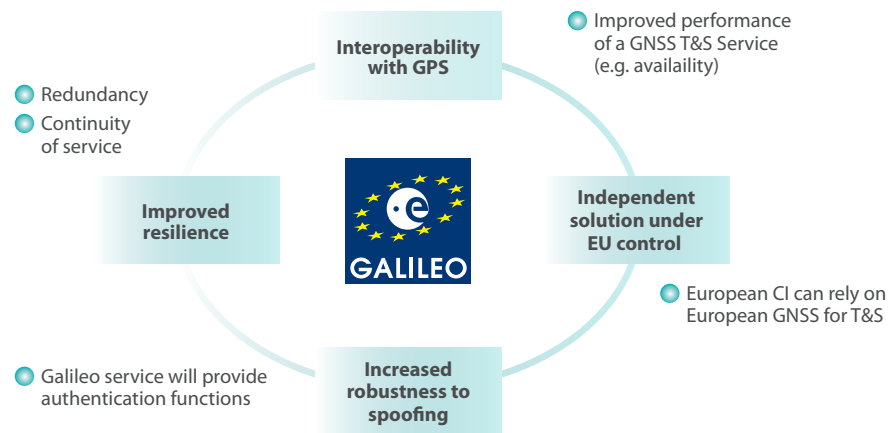 Interoperability
with GPS
Improved performance
of a GNSS T&S Service
(e.g. availaility)
Redundancy
Continuity
of service
Improved
resilience
e
GALILEO
Independent
solution under
EU control
European CI can rely on
European GNSS for T&S
Increased
robustness to
spoofing
Galileo service will provide
authentication functions